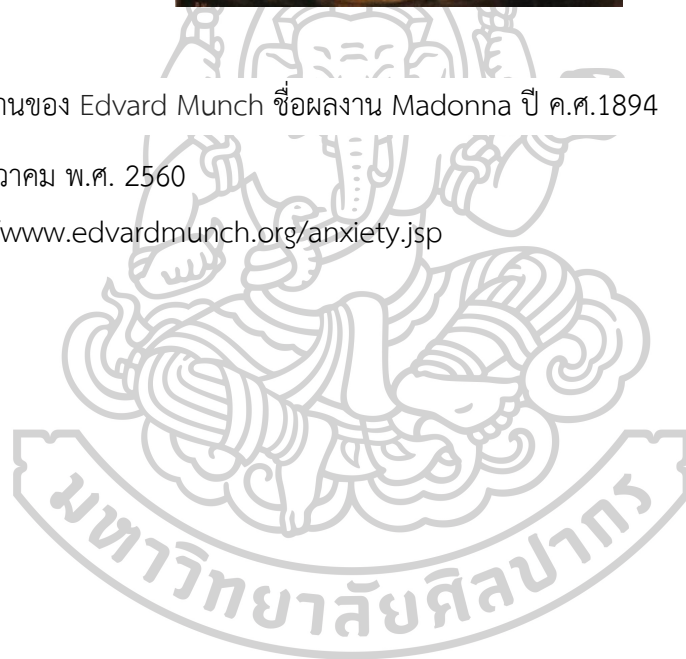 านของ Edvard Munch ชื่อผลงาน Madonna ปี ค.ศ.1894
วาคม พ.ศ. 2560
www.edvardmunch.org/anxiety.jsp
มหาวิทยาลัยศิลปากร